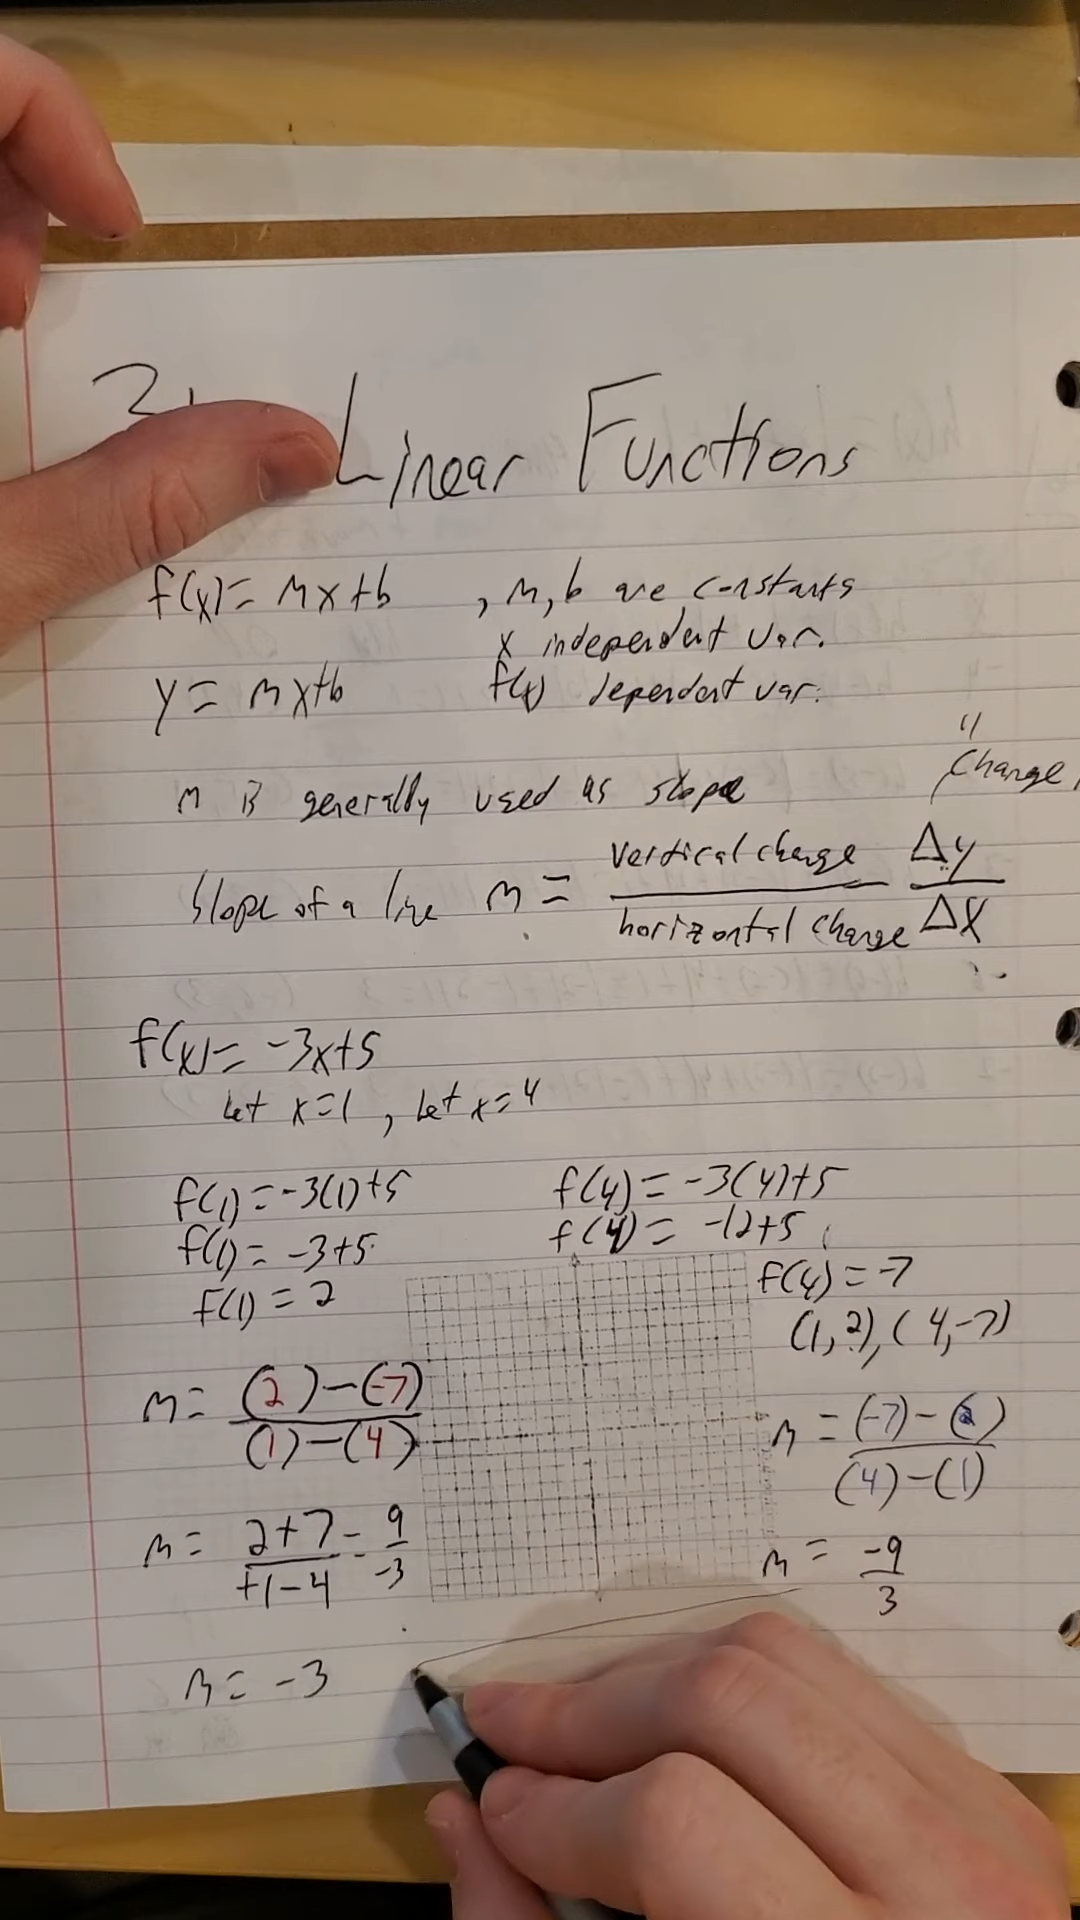 Linear Functions
f(x) = mx+b , m, b are constants
x independent var.
y = mx+b f(x) dependent var.
"
change
m is generally used as slope
Slope of a line m = vertical change / horizontal change Δy / Δx
f(x) = -3x+5
Let x=1, Let x=4
f(1) = -3(1)+5 f(4) = -3(4)+5
f(1) = -3+5 f(4) = -12+5
f(1) = 2 f(4) = -7
(1,2), (4,-7)
m = (2)-(-7) / (1)-(4) m = (-7)-(2) / (4)-(1)
m = 2+7 / +1-4 = 9 / -3 m = -9 / 3
m = -3